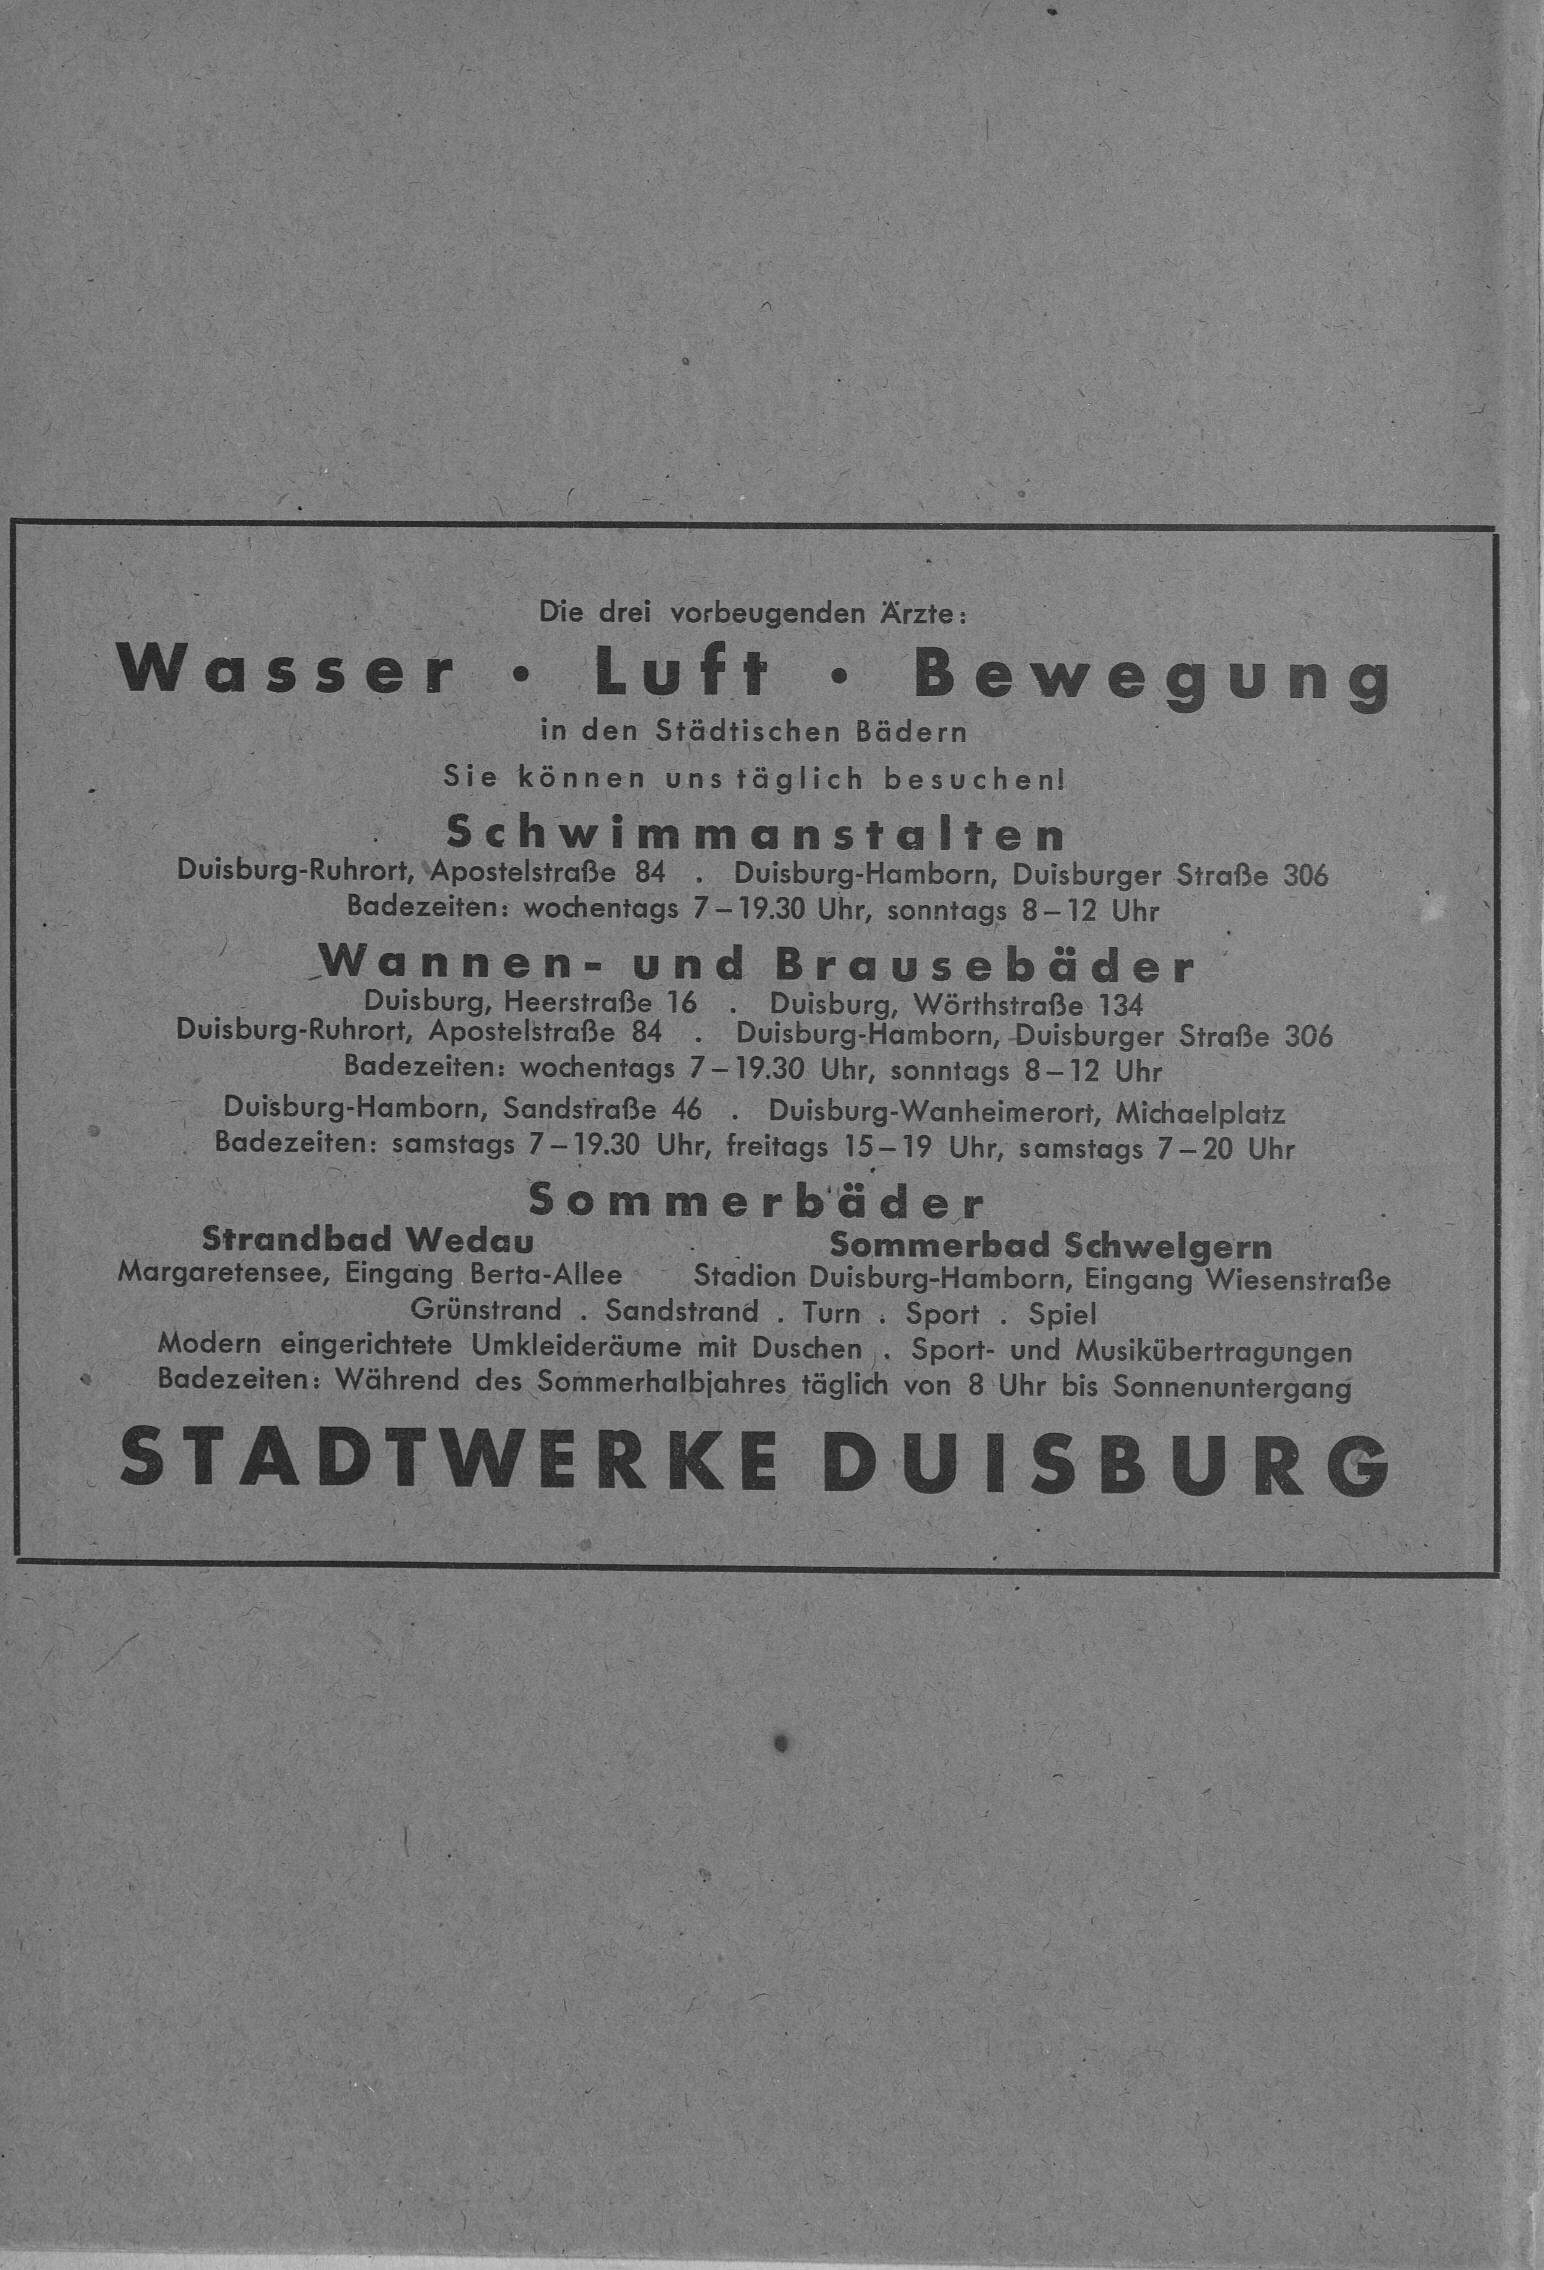 Die drei vorbeugenden Ärzte:
Wasser • Luft • Bewegung
in den Städtischen Bädern
Sie können uns täglich besuchen!
Schwimmanstalten
Duisburg-Ruhrort, Apostelstraße 84 . Duisburg-Hamborn, Duisburger Straße 306
Badezeiten: wochentags 7–19.30 Uhr, sonntags 8–12 Uhr
Wannen- und Brausebäder
Duisburg, Heerstraße 16 . Duisburg, Wörthstraße 134
Duisburg-Ruhrort, Apostelstraße 84 . Duisburg-Hamborn, Duisburger Straße 306
Badezeiten: wochentags 7–19.30 Uhr, sonntags 8–12 Uhr
Duisburg-Hamborn, Sandstraße 46 . Duisburg-Wanheimerort, Michaelplatz
Badezeiten: samstags 7–19.30 Uhr, freitags 15–19 Uhr, samstags 7–20 Uhr
Sommerbäder
Strandbad Wedau Sommerbad Schwelgern
Margaretensee, Eingang Berta-Allee Stadion Duisburg-Hamborn, Eingang Wiesenstraße
Grünstrand . Sandstrand . Turn . Sport . Spiel
Modern eingerichtete Umkleideräume mit Duschen . Sport- und Musikübertragungen
Badezeiten: Während des Sommerhalbjahres täglich von 8 Uhr bis Sonnenuntergang
STADTWERKE DUISBURG